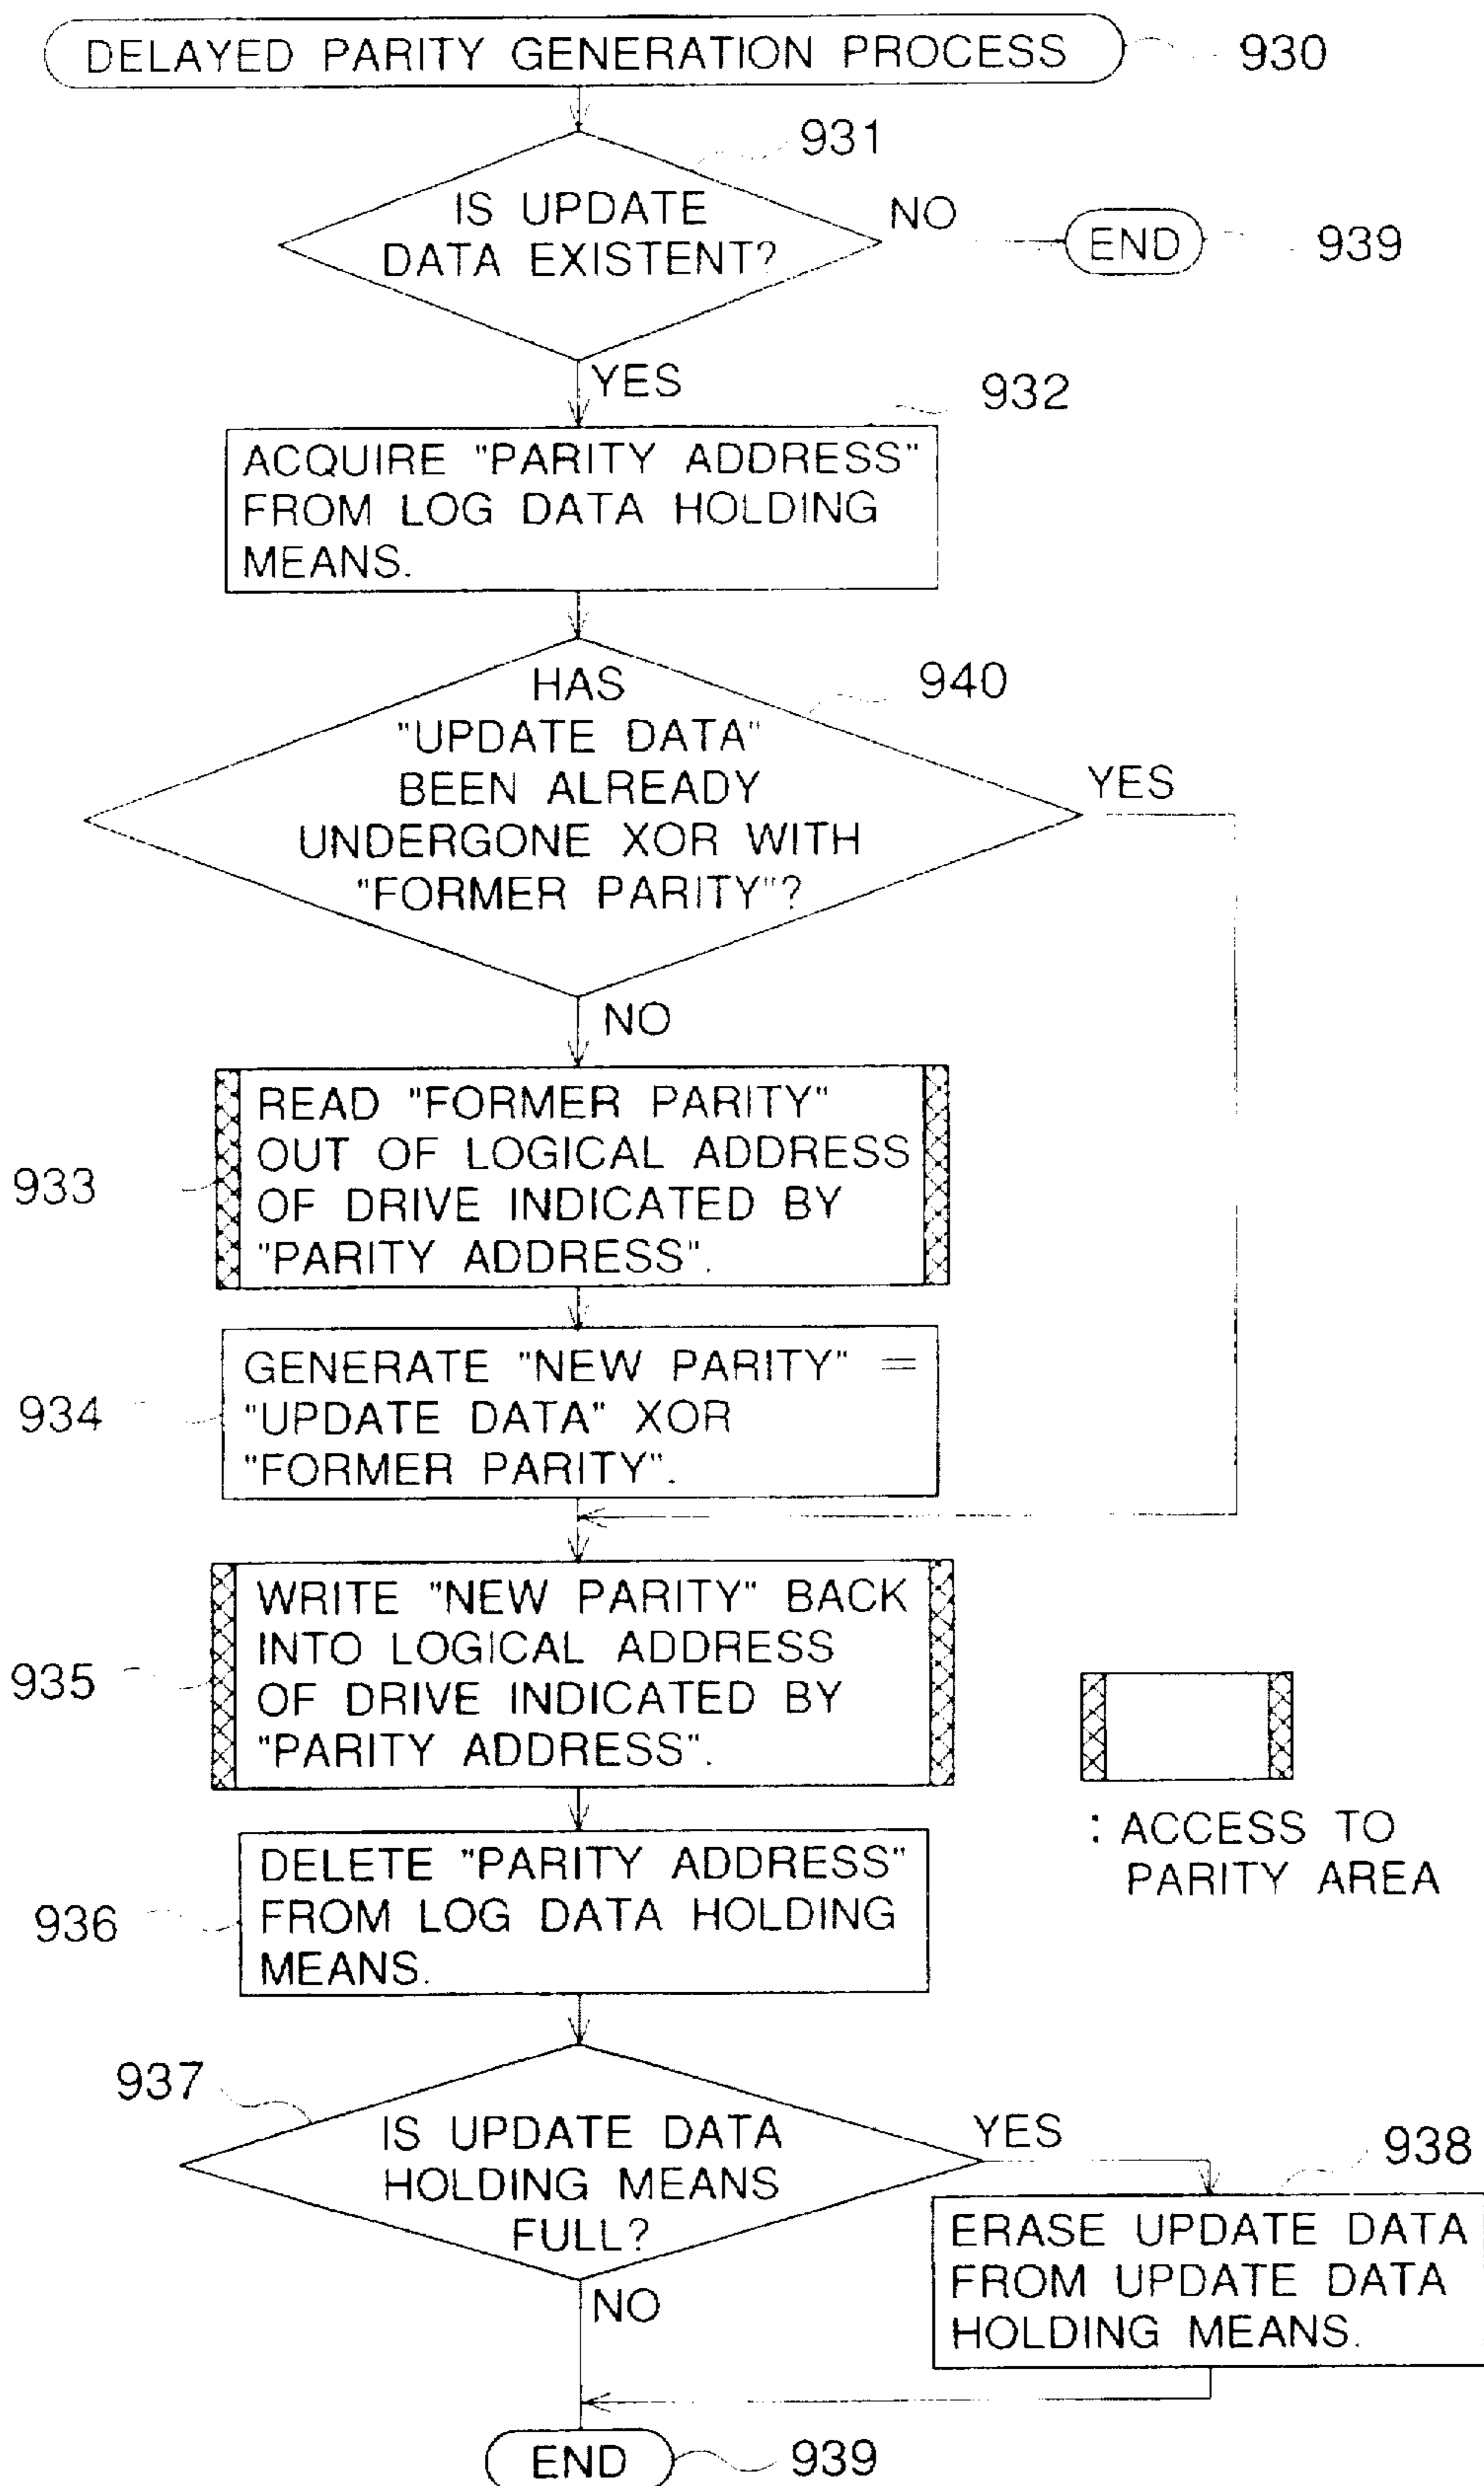 DELAYED PARITY GENERATION PROCESS
930
931
IS UPDATE
DATA EXISTENT?
NO
END
939
YES
932
ACQUIRE "PARITY ADDRESS"
FROM LOG DATA HOLDING
MEANS.
940
HAS
"UPDATE DATA"
BEEN ALREADY
UNDERGONE XOR WITH
"FORMER PARITY"?
YES
NO
933
READ "FORMER PARITY"
OUT OF LOGICAL ADDRESS
OF DRIVE INDICATED BY
"PARITY ADDRESS".
934
GENERATE "NEW PARITY" =
"UPDATE DATA" XOR
"FORMER PARITY".
935
WRITE "NEW PARITY" BACK
INTO LOGICAL ADDRESS
OF DRIVE INDICATED BY
"PARITY ADDRESS".
: ACCESS TO
PARITY AREA
936
DELETE "PARITY ADDRESS"
FROM LOG DATA HOLDING
MEANS.
937
IS UPDATE DATA
HOLDING MEANS
FULL?
YES
938
ERASE UPDATE DATA
FROM UPDATE DATA
HOLDING MEANS.
NO
END
939